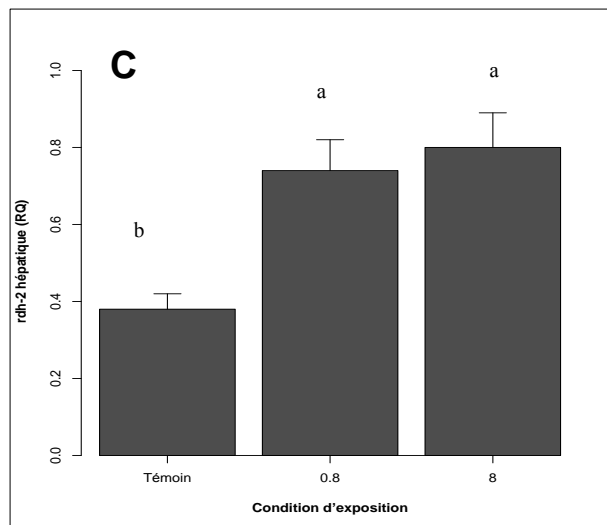 C
a
a
b
1.0
0.8
0.6
0.4
0.2
0.0
rdh-2 hépatique (RQ)
Témoin 0.8 8
Condition d'exposition